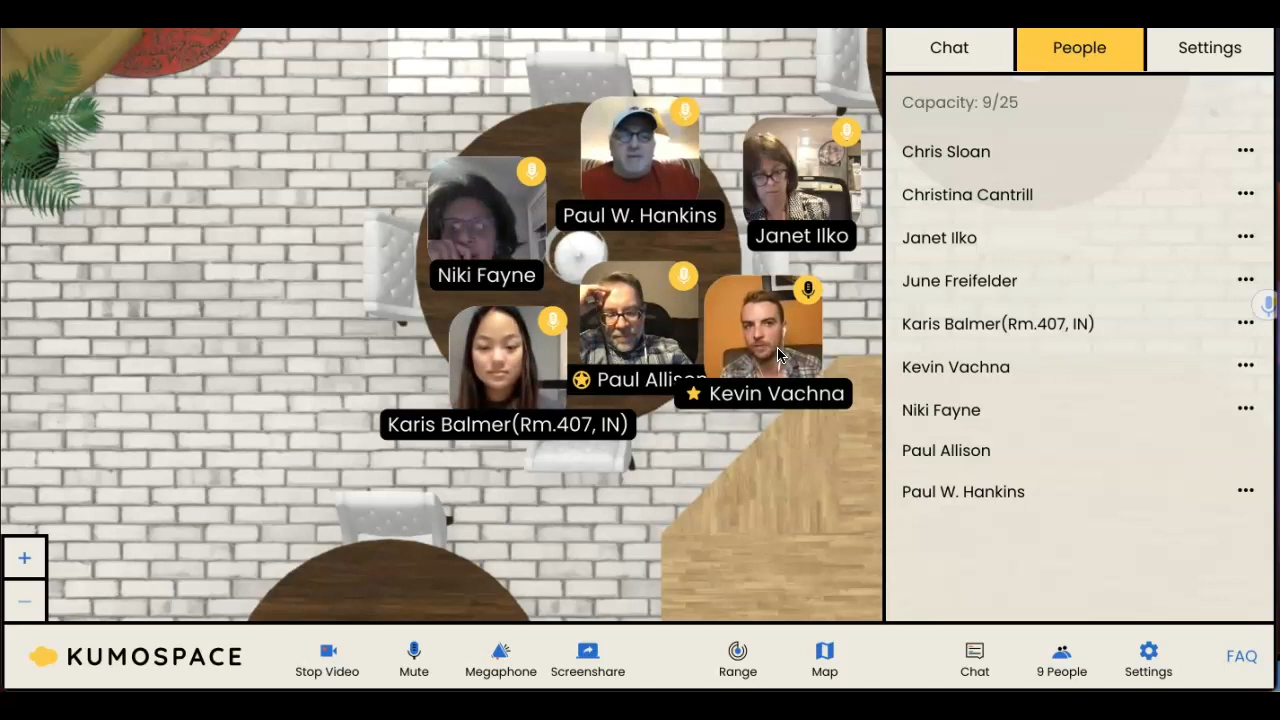 Chat
People
Settings
Capacity: 9/25
Chris Sloan
•••
Christina Cantrill
•••
Janet Ilko
•••
June Freifelder
•••
Karis Balmer(Rm.407, IN)
•••
Kevin Vachna
•••
Niki Fayne
•••
Paul Allison
Paul W. Hankins
•••
Paul W. Hankins
Janet Ilko
Niki Fayne
Paul Allison
Kevin Vachna
Karis Balmer(Rm.407, IN)
+
−
KUMOSPACE
Stop Video
Mute
Megaphone
Screenshare
Range
Map
Chat
9 People
Settings
FAQ